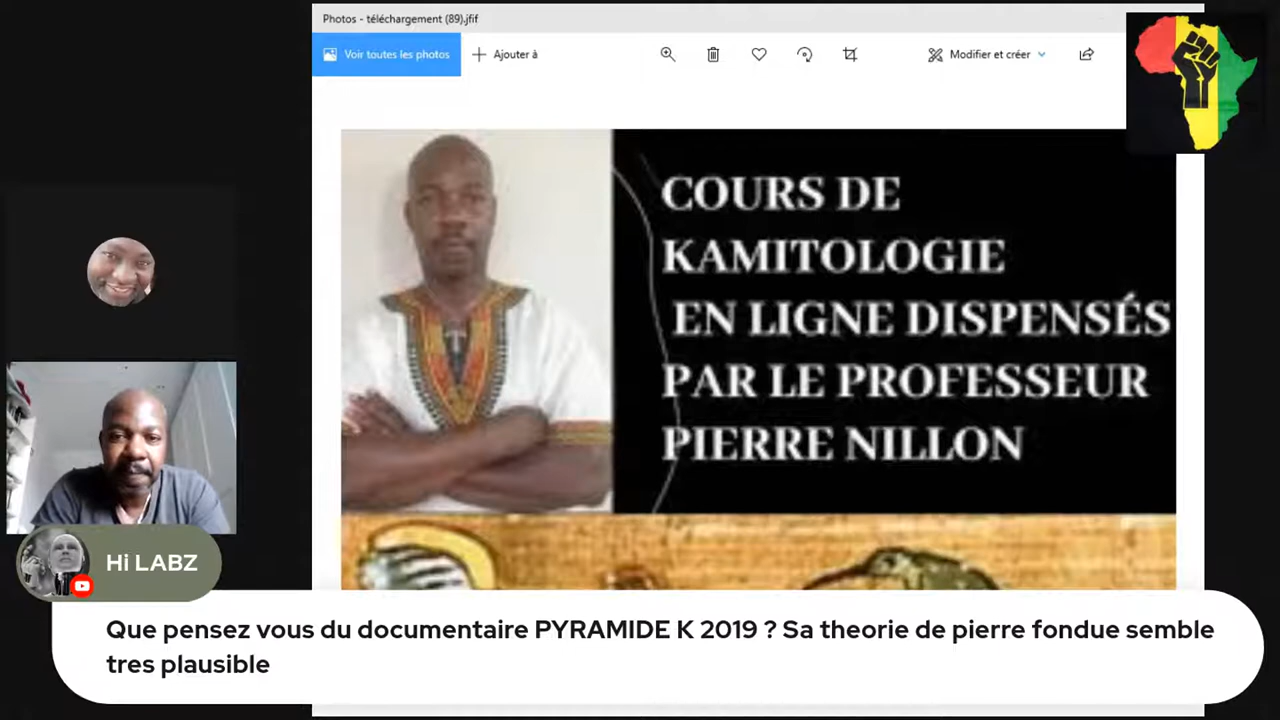 Photos - téléchargement (89).jfif
Voir toutes les photos
Ajouter à
Modifier et créer
COURS DE
KAMITOLOGIE
EN LIGNE DISPENSÉS
PAR LE PROFESSEUR
PIERRE NILLON
Hi LABZ
Que pensez vous du documentaire PYRAMIDE K 2019 ? Sa theorie de pierre fondue semble
tres plausible